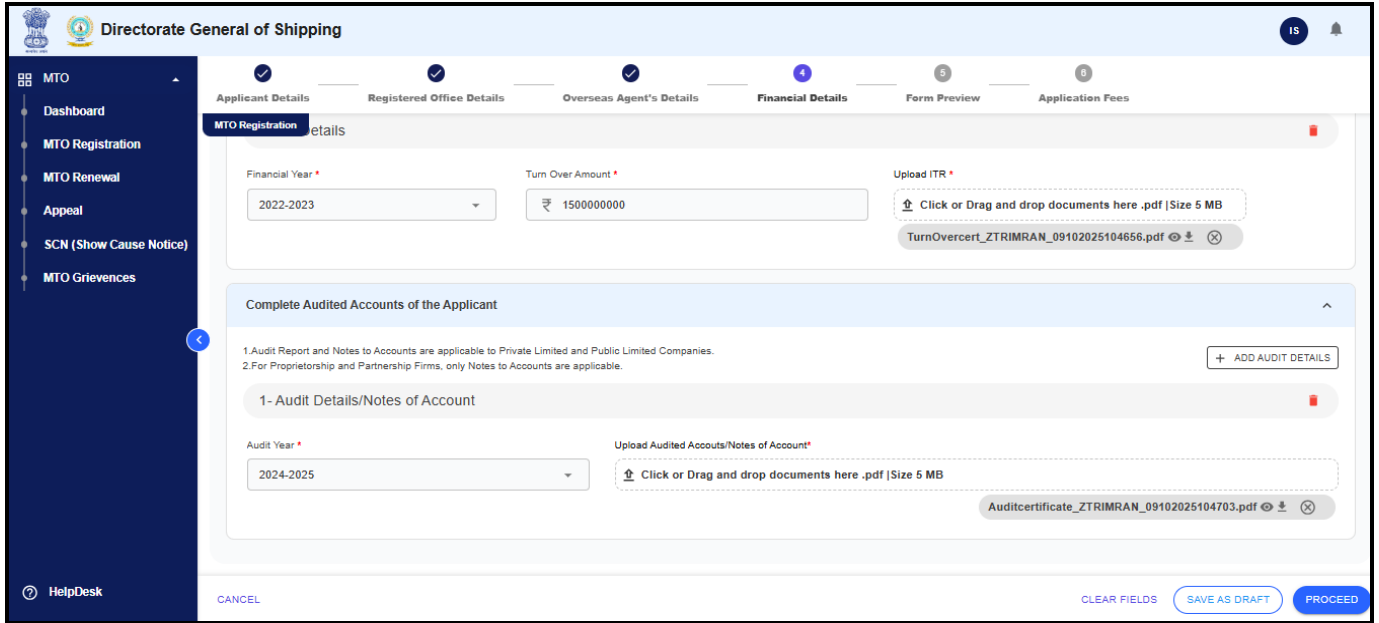 Directorate General of Shipping
IS
MTO
Dashboard
MTO Registration
MTO Renewal
Appeal
SCN (Show Cause Notice)
MTO Grievences
HelpDesk
Applicant Details
Registered Office Details
Overseas Agent's Details
4
Financial Details
5
Form Preview
6
Application Fees
MTO Registration
etails
Financial Year *
2022-2023
Turn Over Amount *
₹ 1500000000
Upload ITR *
Click or Drag and drop documents here .pdf |Size 5 MB
TurnOvercert_ZTRIMRAN_09102025104656.pdf
Complete Audited Accounts of the Applicant
1.Audit Report and Notes to Accounts are applicable to Private Limited and Public Limited Companies.
2.For Proprietorship and Partnership Firms, only Notes to Accounts are applicable.
+ ADD AUDIT DETAILS
1- Audit Details/Notes of Account
Audit Year *
2024-2025
Upload Audited Accouts/Notes of Account*
Click or Drag and drop documents here .pdf |Size 5 MB
Auditcertificate_ZTRIMRAN_09102025104703.pdf
CANCEL
CLEAR FIELDS
SAVE AS DRAFT
PROCEED